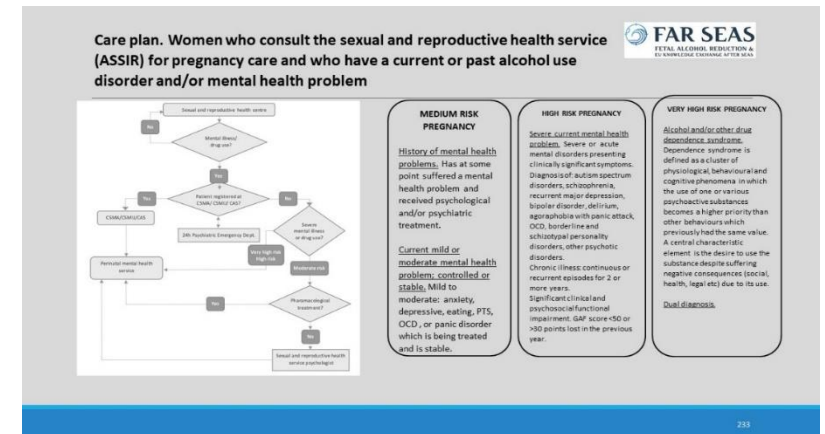 Care plan. Women who consult the sexual and reproductive health service
(ASSIR) for pregnancy care and who have a current or past alcohol use
disorder and/or mental health problem
FAR SEAS
FETAL ALCOHOL REDUCTION &
EU KNOWLEDGE EXCHANGE AFTER SEAS
Sexual and reproductive health centre
No
Mental illness/
drug use?
Yes
Yes
Patient registered at
CSMA/ CSMIJ/ CAS?
No
CSMA/CSMIJ/CAS
24h Psychiatric Emergency Dept.
Severe
mental illness
or drug use?
Very high risk
High risk
Perinatal mental health
service
Moderate risk
Yes
Pharmacological
treatment?
No
Sexual and reproductive health
service psychologist
MEDIUM RISK
PREGNANCY
History of mental health
problems. Has at some
point suffered a mental
health problem and
received psychological
and/or psychiatric
treatment.
Current mild or
moderate mental health
problem; controlled or
stable. Mild to
moderate: anxiety,
depressive, eating, PTS,
OCD , or panic disorder
which is being treated
and is stable.
HIGH RISK PREGNANCY
Severe current mental health
problem. Severe or acute
mental disorders presenting
clinically significant symptoms.
Diagnosis of: autism spectrum
disorders, schizophrenia,
recurrent major depression,
bipolar disorder, delirium,
agoraphobia with panic attack,
OCD, borderline and
schizotypal personality
disorders, other psychotic
disorders.
Chronic illness: continuous or
recurrent episodes for 2 or
more years.
Significant clinical and
psychosocial functional
impairment. GAF score <50 or
>30 points lost in the previous
year.
VERY HIGH RISK PREGNANCY
Alcohol and/or other drug
dependence syndrome.
Dependence syndrome is
defined as a cluster of
physiological, behavioural and
cognitive phenomena in which
the use of one or various
psychoactive substances
becomes a higher priority than
other behaviours which
previously had the same value.
A central characteristic
element is the desire to use the
substance despite suffering
negative consequences (social,
health, legal etc) due to its use.
Dual diagnosis.
233